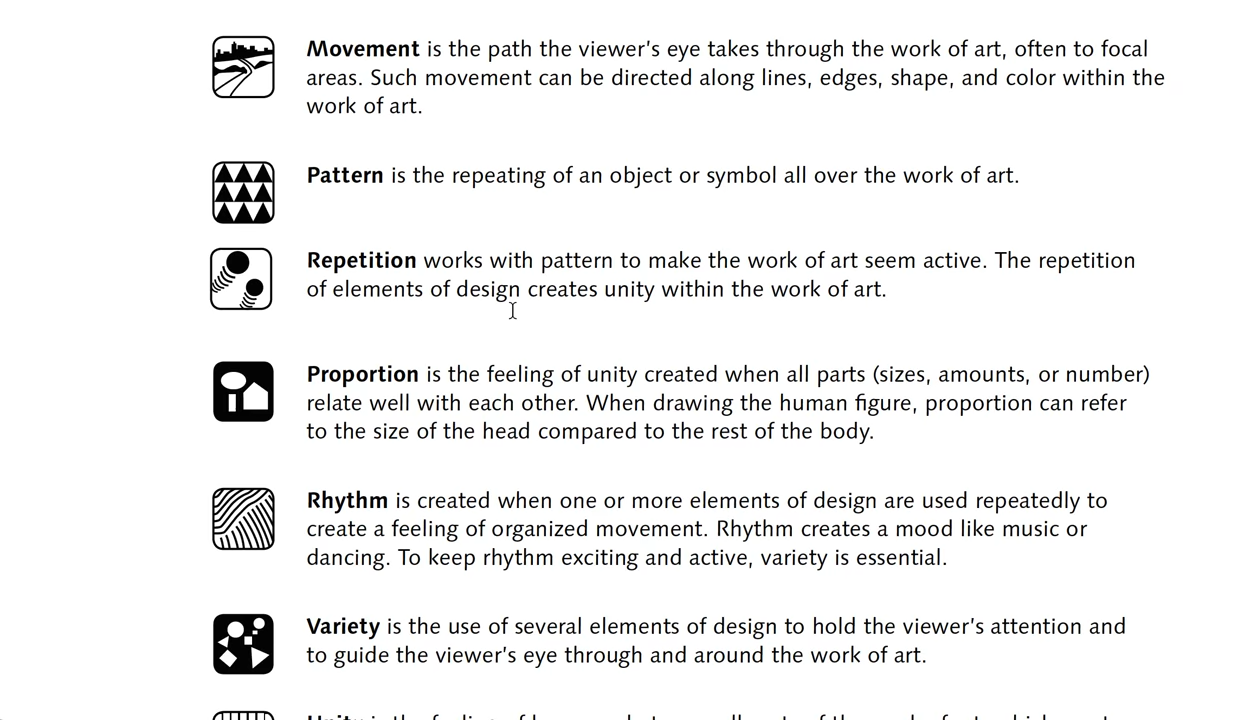 Movement is the path the viewer’s eye takes through the work of art, often to focal
areas. Such movement can be directed along lines, edges, shape, and color within the
work of art.
Pattern is the repeating of an object or symbol all over the work of art.
Repetition works with pattern to make the work of art seem active. The repetition
of elements of design creates unity within the work of art.
Proportion is the feeling of unity created when all parts (sizes, amounts, or number)
relate well with each other. When drawing the human figure, proportion can refer
to the size of the head compared to the rest of the body.
Rhythm is created when one or more elements of design are used repeatedly to
create a feeling of organized movement. Rhythm creates a mood like music or
dancing. To keep rhythm exciting and active, variety is essential.
Variety is the use of several elements of design to hold the viewer’s attention and
to guide the viewer’s eye through and around the work of art.
Unity is the feeling of